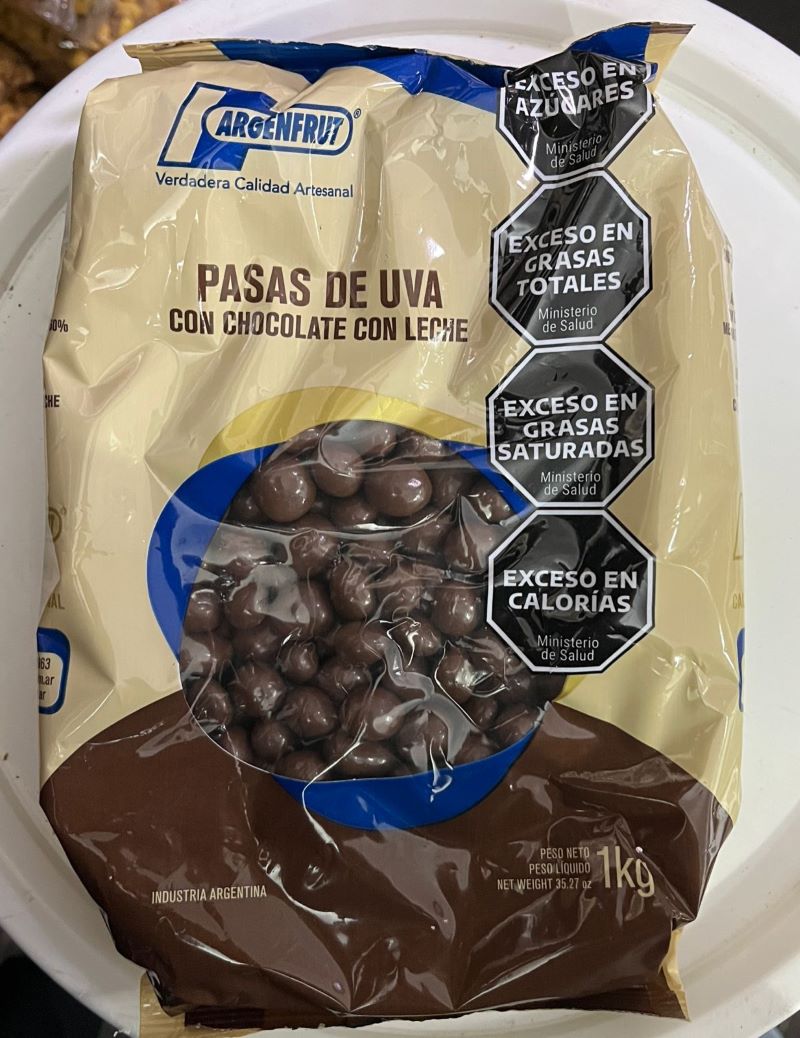 ARGENFRUT®
Verdadera Calidad Artesanal
PASAS DE UVA
CON CHOCOLATE CON LECHE
EXCESO EN
AZÚCARES
Ministerio
de Salud
EXCESO EN
GRASAS
TOTALES
Ministerio
de Salud
EXCESO EN
GRASAS
SATURADAS
Ministerio
de Salud
EXCESO EN
CALORÍAS
Ministerio
de Salud
INDUSTRIA ARGENTINA
PESO NETO
PESO LÍQUIDO
NET WEIGHT 35.27 oz
1kg